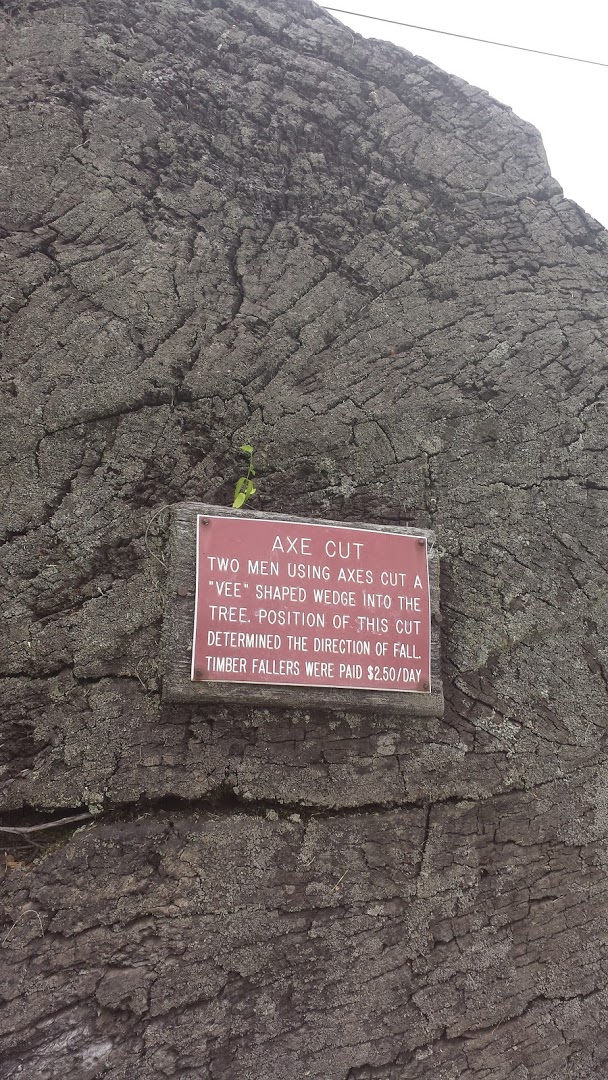 AXE CUT
TWO MEN USING AXES CUT A
"VEE" SHAPED WEDGE INTO THE
TREE. POSITION OF THIS CUT
DETERMINED THE DIRECTION OF FALL.
TIMBER FALLERS WERE PAID $2.50/DAY